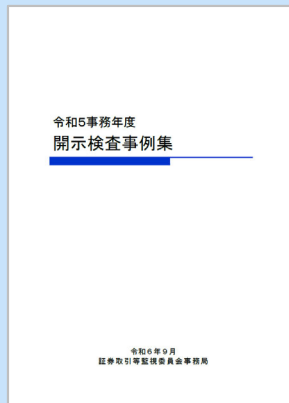 令和5事務年度
開示検査事例集
令和6年9月
証券取引等監視委員会事務局